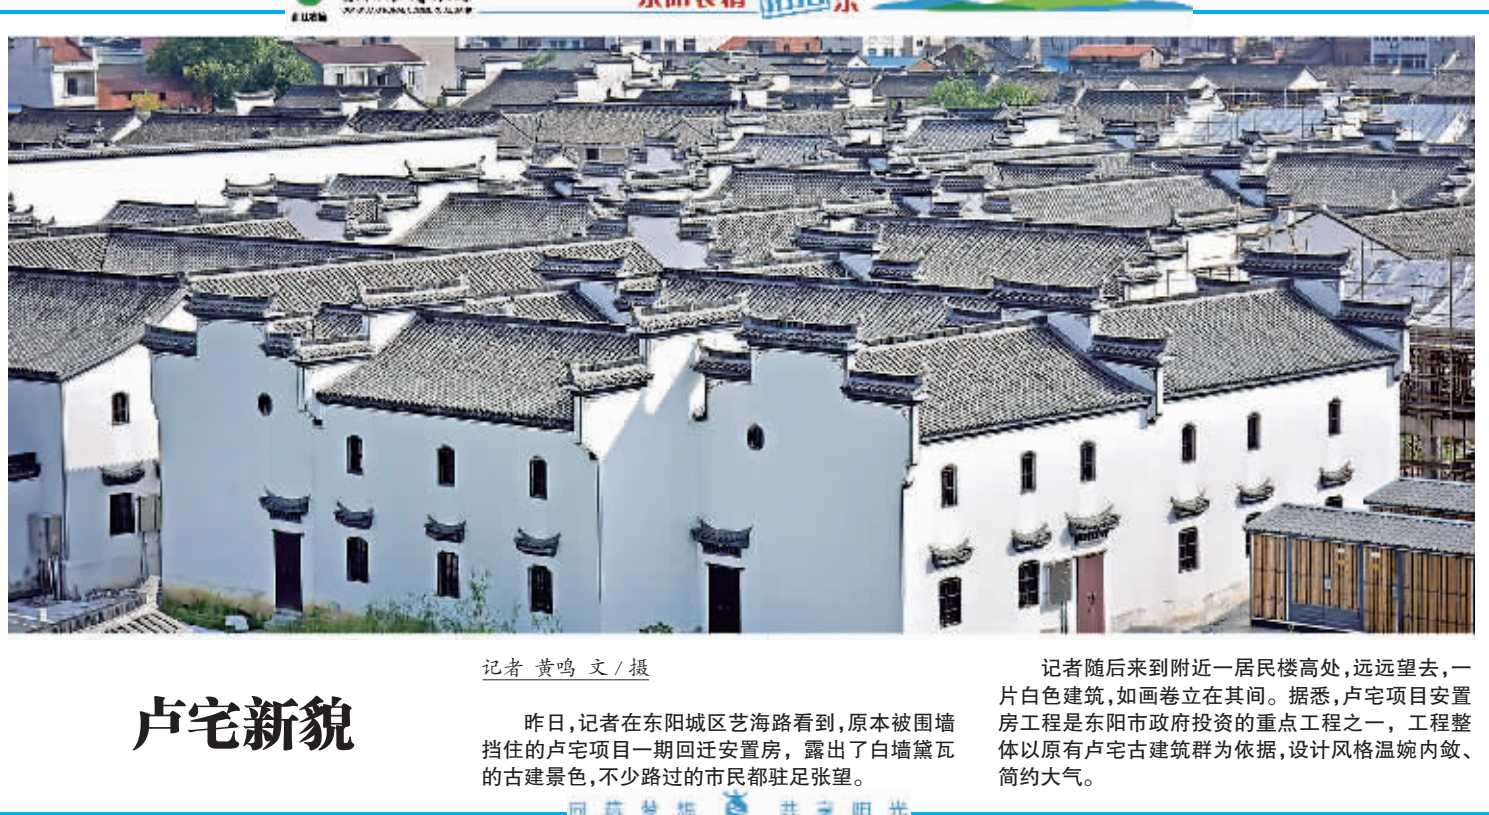 卢宅新貌
记者 黄鸣 文/摄
昨日,记者在东阳城区艺海路看到,原本被围墙
挡住的卢宅项目一期回迁安置房，露出了白墙黛瓦
的古建景色,不少路过的市民都驻足张望。
记者随后来到附近一居民楼高处,远远望去,一
片白色建筑,如画卷立在其间。据悉,卢宅项目安置
房工程是东阳市政府投资的重点工程之一，工程整
体以原有卢宅古建筑群为依据,设计风格温婉内敛、
简约大气。